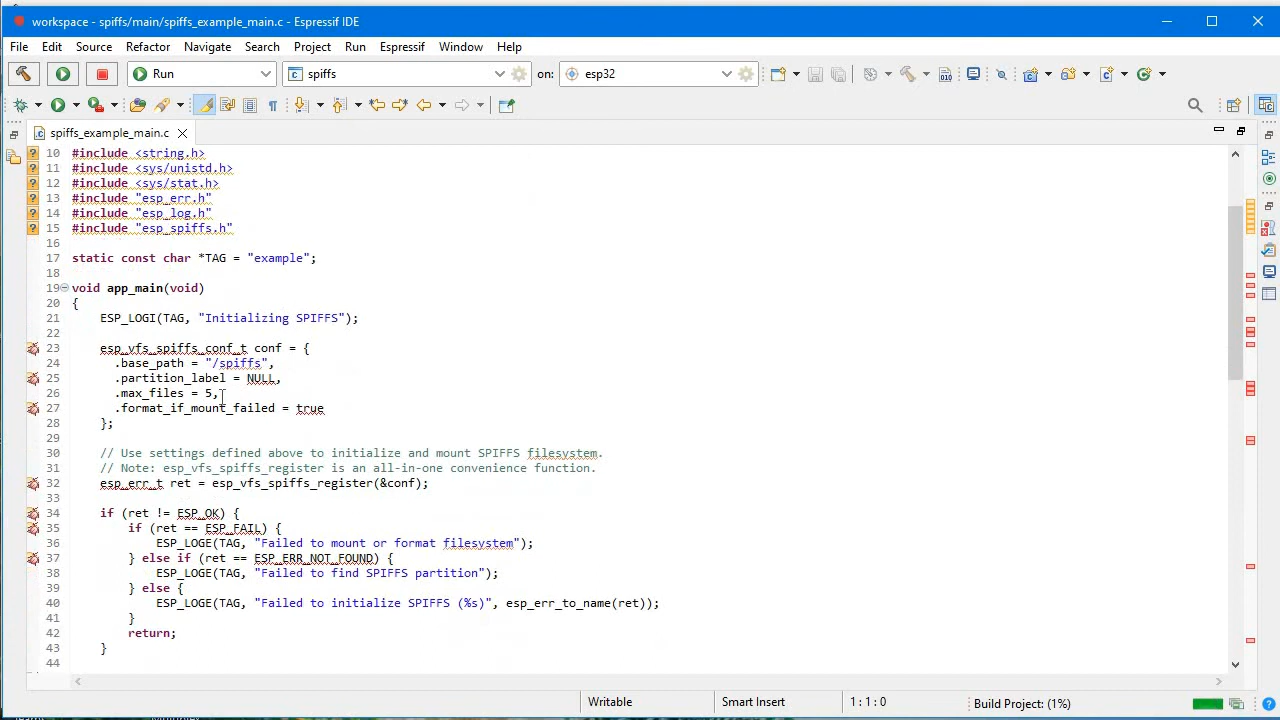 workspace - spiffs/main/spiffs_example_main.c - Espressif IDE
File Edit Source Refactor Navigate Search Project Run Espressif Window Help
Run spiffs on: esp32
spiffs_example_main.c
10 #include <string.h>
11 #include <sys/unistd.h>
12 #include <sys/stat.h>
13 #include "esp_err.h"
14 #include "esp_log.h"
15 #include "esp_spiffs.h"
16
17 static const char *TAG = "example";
18
19 void app_main(void)
20 {
21 ESP_LOGI(TAG, "Initializing SPIFFS");
22
23 esp_vfs_spiffs_conf_t conf = {
24 .base_path = "/spiffs",
25 .partition_label = NULL,
26 .max_files = 5,
27 .format_if_mount_failed = true
28 };
29
30 // Use settings defined above to initialize and mount SPIFFS filesystem.
31 // Note: esp_vfs_spiffs_register is an all-in-one convenience function.
32 esp_err_t ret = esp_vfs_spiffs_register(&conf);
33
34 if (ret != ESP_OK) {
35 if (ret == ESP_FAIL) {
36 ESP_LOGE(TAG, "Failed to mount or format filesystem");
37 } else if (ret == ESP_ERR_NOT_FOUND) {
38 ESP_LOGE(TAG, "Failed to find SPIFFS partition");
39 } else {
40 ESP_LOGE(TAG, "Failed to initialize SPIFFS (%s)", esp_err_to_name(ret));
41 }
42 return;
43 }
44
Writable Smart Insert 1 : 1 : 0 Build Project: (1%)